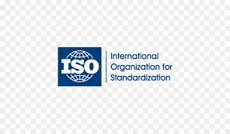 ISO
International
Organization for
Standardization